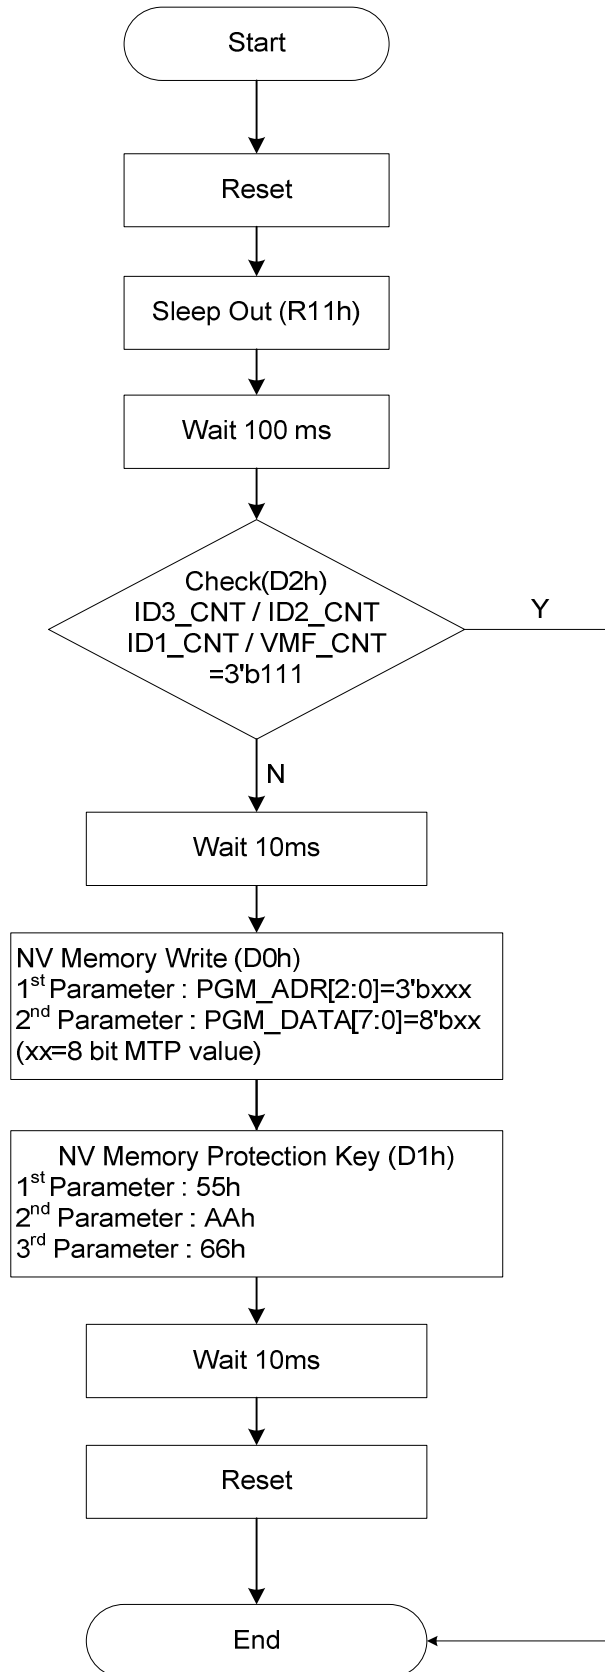 Start
Reset
Sleep Out (R11h)
Wait 100 ms
Check(D2h)
ID3_CNT / ID2_CNT
ID1_CNT / VMF_CNT
=3'b111
Y
N
Wait 10ms
NV Memory Write (D0h)
1st Parameter : PGM_ADR[2:0]=3'bxxx
2nd Parameter : PGM_DATA[7:0]=8'bxx
(xx=8 bit MTP value)
NV Memory Protection Key (D1h)
1st Parameter : 55h
2nd Parameter : AAh
3rd Parameter : 66h
Wait 10ms
Reset
End